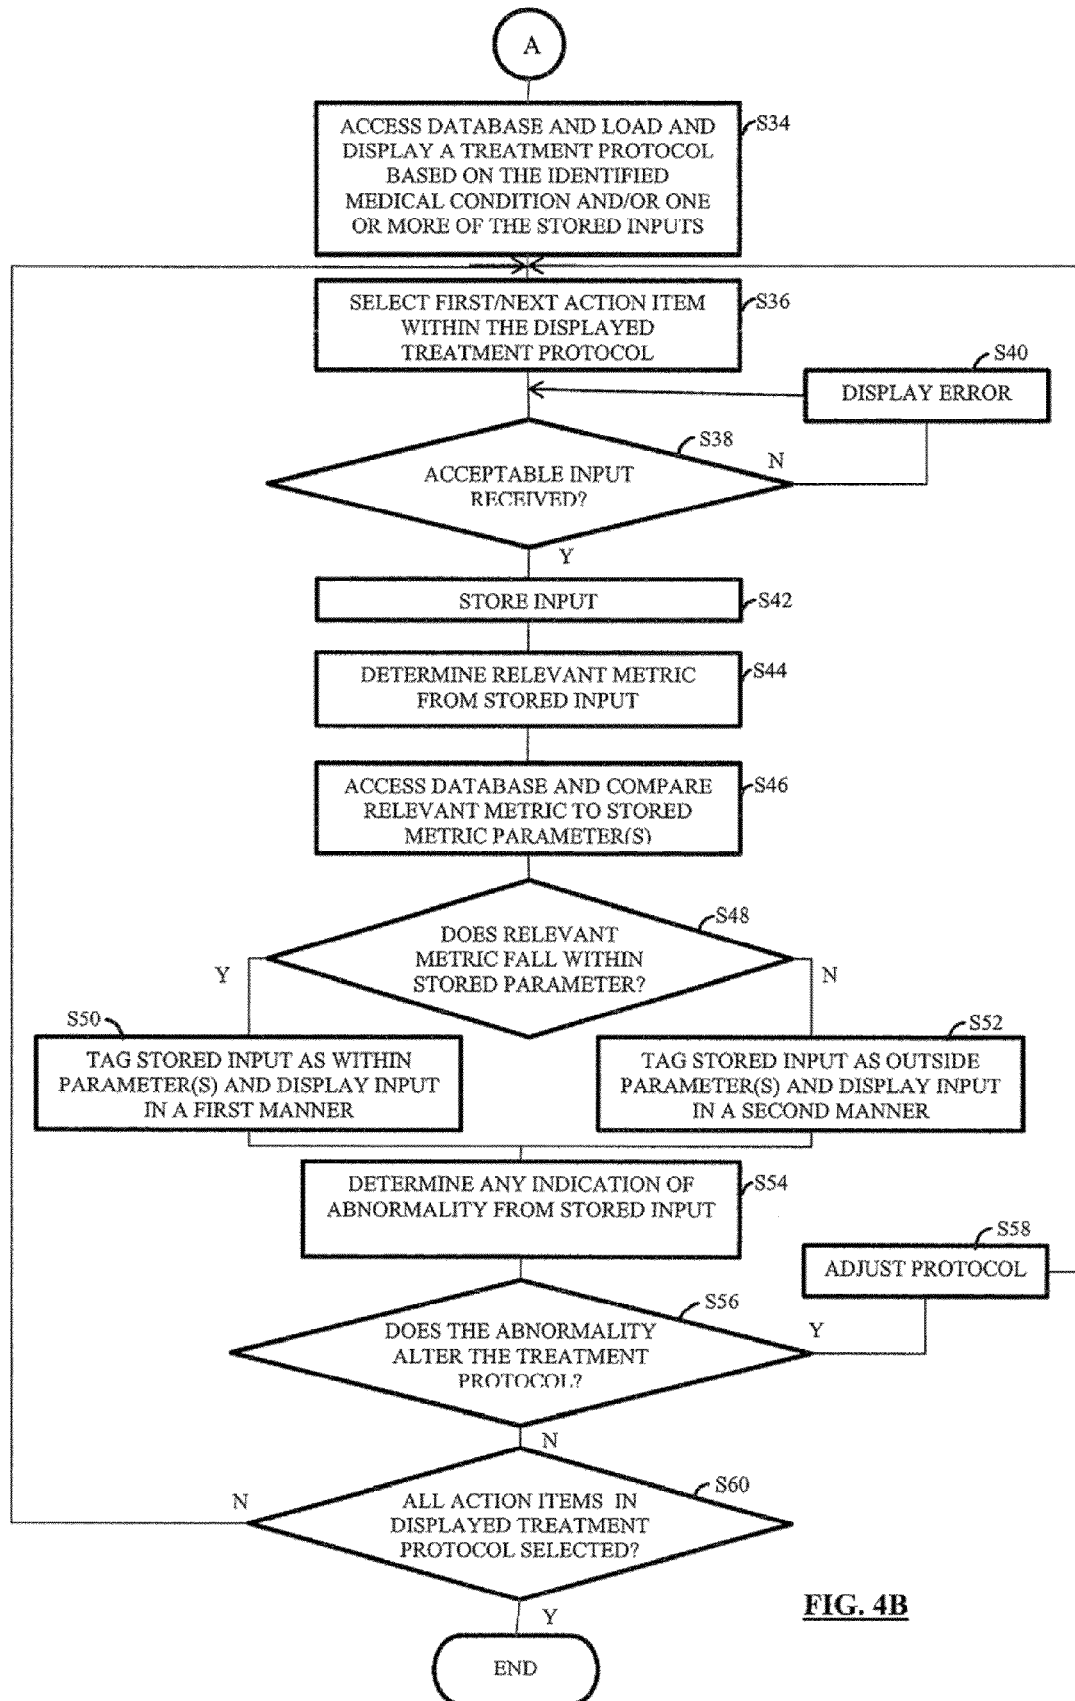 A
ACCESS DATABASE AND LOAD AND
DISPLAY A TREATMENT PROTOCOL
BASED ON THE IDENTIFIED
MEDICAL CONDITION AND/OR ONE
OR MORE OF THE STORED INPUTS
S34
SELECT FIRST/NEXT ACTION ITEM
WITHIN THE DISPLAYED
TREATMENT PROTOCOL
S36
S40
DISPLAY ERROR
S38
N
ACCEPTABLE INPUT
RECEIVED?
Y
STORE INPUT
S42
DETERMINE RELEVANT METRIC
FROM STORED INPUT
S44
ACCESS DATABASE AND COMPARE
RELEVANT METRIC TO STORED
METRIC PARAMETER(S)
S46
S48
DOES RELEVANT
METRIC FALL WITHIN
STORED PARAMETER?
Y
N
S50
TAG STORED INPUT AS WITHIN
PARAMETER(S) AND DISPLAY INPUT
IN A FIRST MANNER
S52
TAG STORED INPUT AS OUTSIDE
PARAMETER(S) AND DISPLAY INPUT
IN A SECOND MANNER
DETERMINE ANY INDICATION OF
ABNORMALITY FROM STORED INPUT
S54
S58
ADJUST PROTOCOL
S56
Y
DOES THE ABNORMALITY
ALTER THE TREATMENT
PROTOCOL?
N
S60
N
ALL ACTION ITEMS IN
DISPLAYED TREATMENT
PROTOCOL SELECTED?
Y
END
FIG. 4B